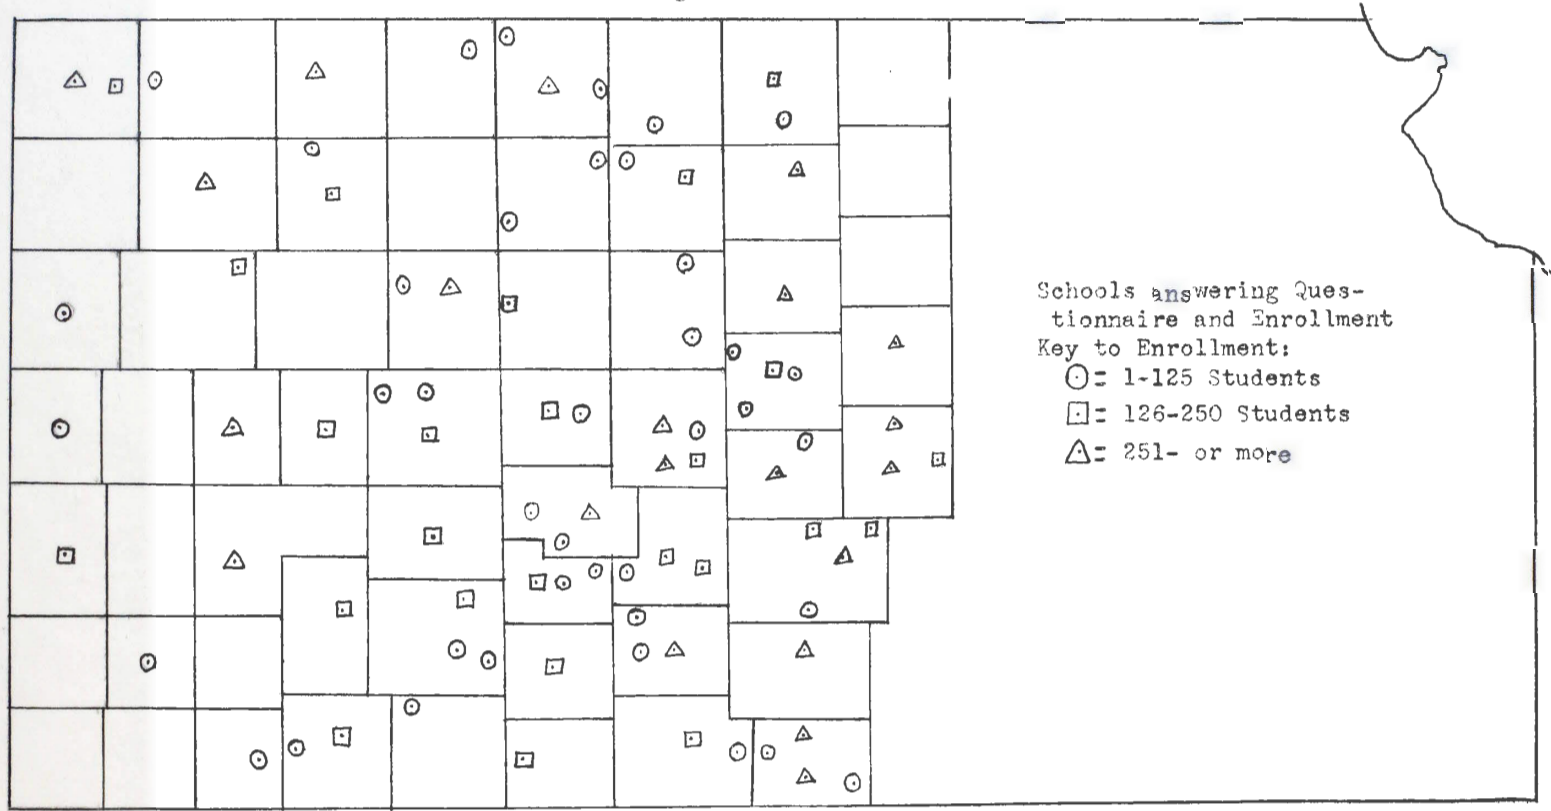 Schools answering Ques-
tionnaire and Enrollment
Key to Enrollment:
= 1-125 Students
= 126-250 Students
= 251- or more